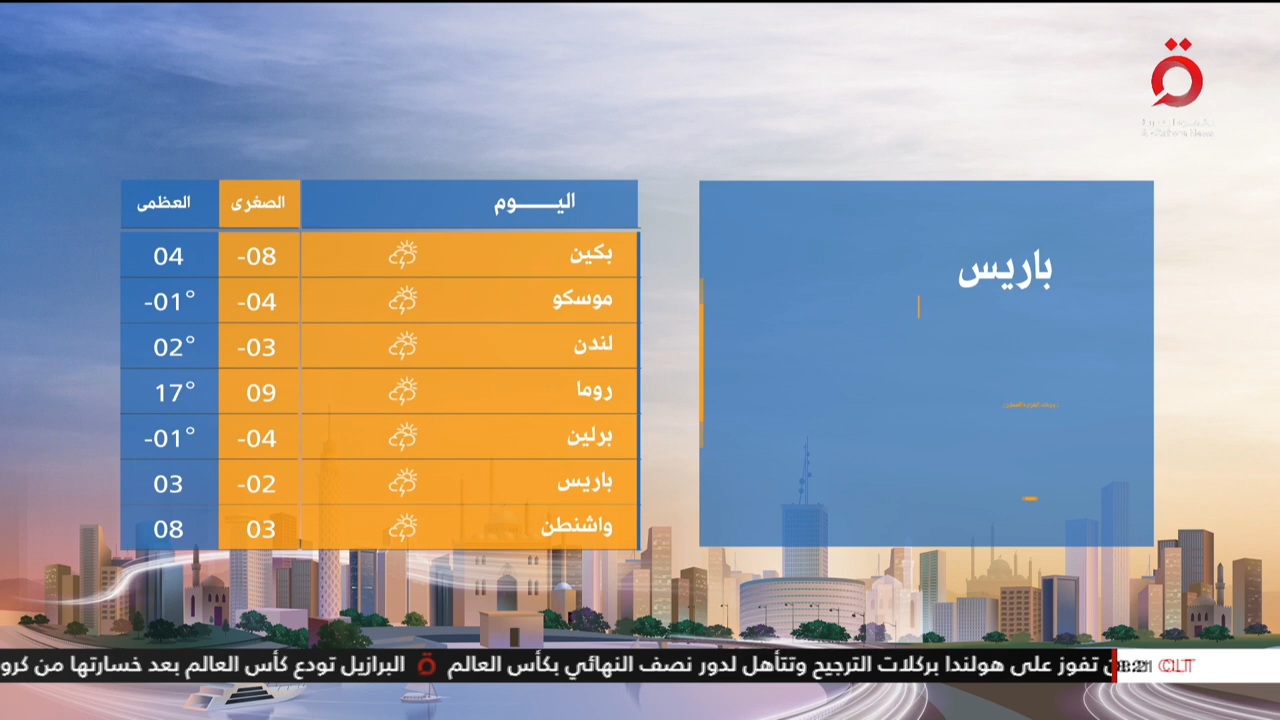 اليـــــوم الصغرى العظمى
بكين -08 04
موسكو -04 -01°
لندن -03 02°
روما 09 17°
برلين -04 -01°
باريس -02 03
واشنطن 03 08
باريس
تفوز على هولندا بركلات الترجيح وتتأهل لدور نصف النهائي بكأس العالم البرازيل تودع كأس العالم بعد خسارتها من كرو